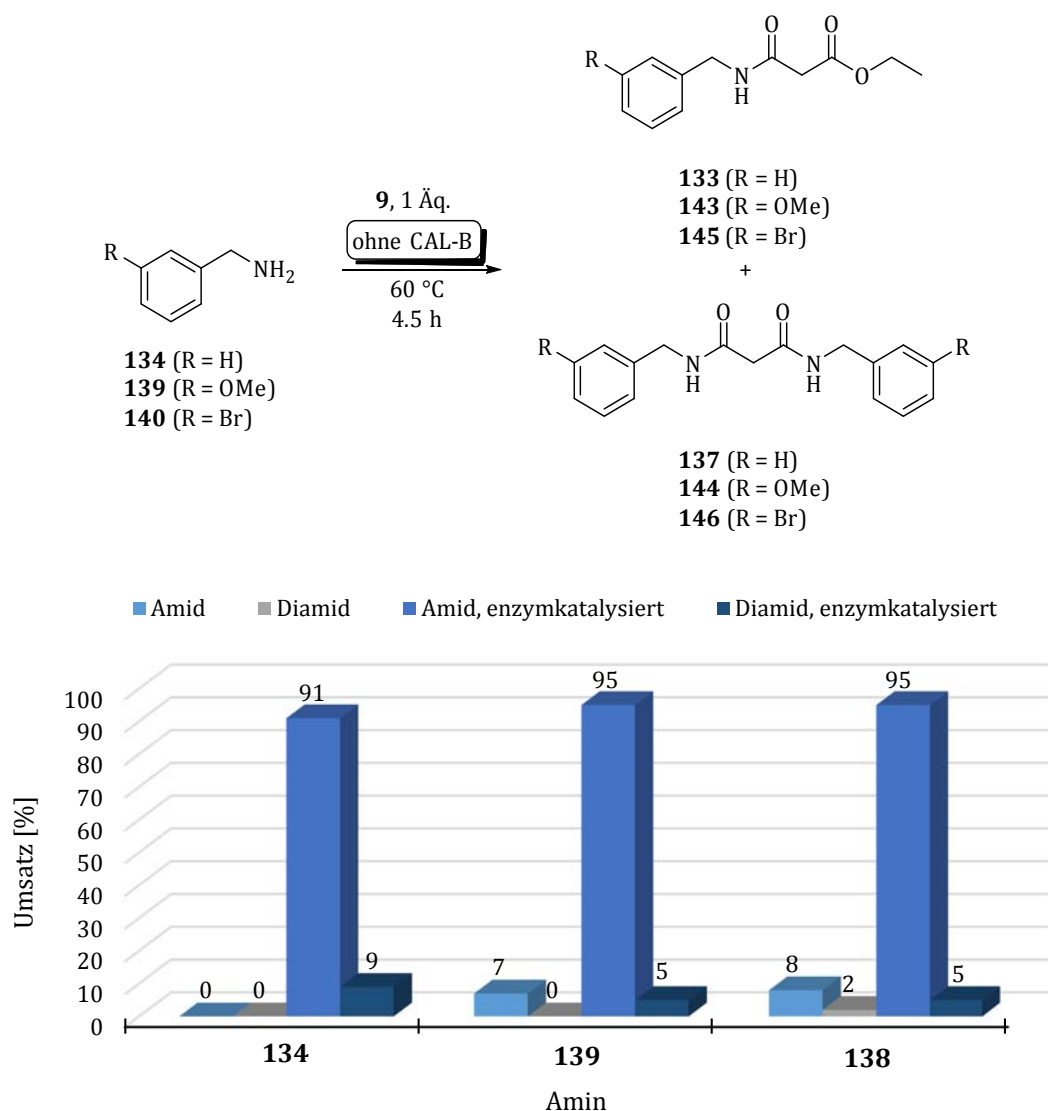 R
N
H
O
O
O
133 (R = H)
143 (R = OMe)
145 (R = Br)
+
R
NH2
134 (R = H)
139 (R = OMe)
140 (R = Br)
9, 1 Äq.
ohne CAL-B
60 °C
4.5 h
R
N
H
O
O
N
H
R
137 (R = H)
144 (R = OMe)
146 (R = Br)
Amid
Diamid
Amid, enzymkatalysiert
Diamid, enzymkatalysiert
Umsatz [%]
100
90
80
70
60
50
40
30
20
10
0
0 0 91 9
7 0 95 5
8 2 95 5
134 139 138
Amin